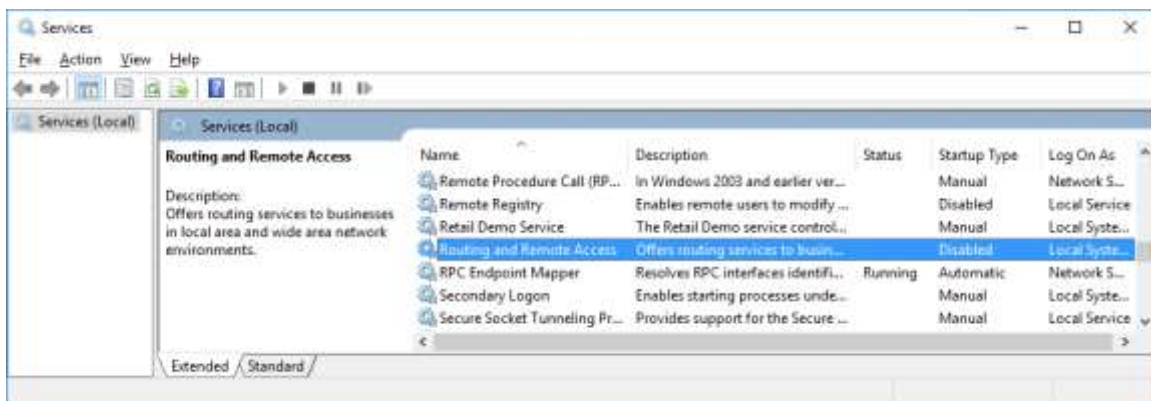 Services
File Action View Help
Services (Local)
Services (Local)
Routing and Remote Access
Description:
Offers routing services to businesses
in local area and wide area network
environments.
Name Description Status Startup Type Log On As
Remote Procedure Call (RP... In Windows 2003 and earlier ver... Manual Network S...
Remote Registry Enables remote users to modify ... Disabled Local Service
Retail Demo Service The Retail Demo service control... Manual Local Syste...
Routing and Remote Access Offers routing services to busin... Disabled Local Syste...
RPC Endpoint Mapper Resolves RPC interfaces identifi... Running Automatic Network S...
Secondary Logon Enables starting processes unde... Manual Local Syste...
Secure Socket Tunneling Pr... Provides support for the Secure ... Manual Local Service
Extended Standard